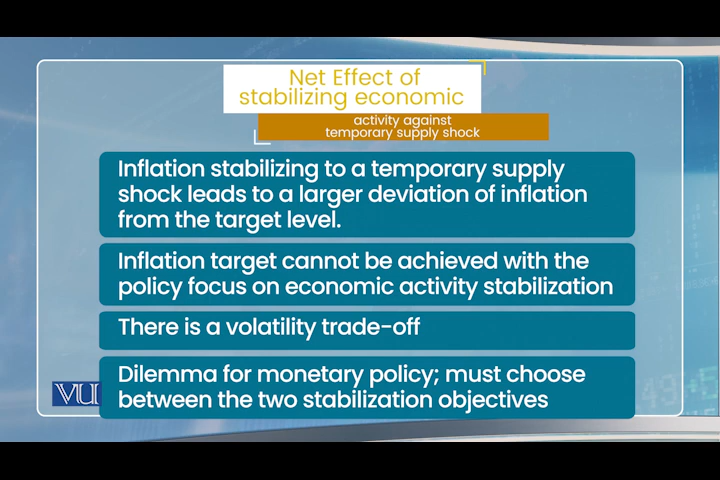 Net Effect of
stabilizing economic
activity against
temporary supply shock
Inflation stabilizing to a temporary supply
shock leads to a larger deviation of inflation
from the target level.
Inflation target cannot be achieved with the
policy focus on economic activity stabilization
There is a volatility trade-off
Dilemma for monetary policy; must choose
between the two stabilization objectives
VU